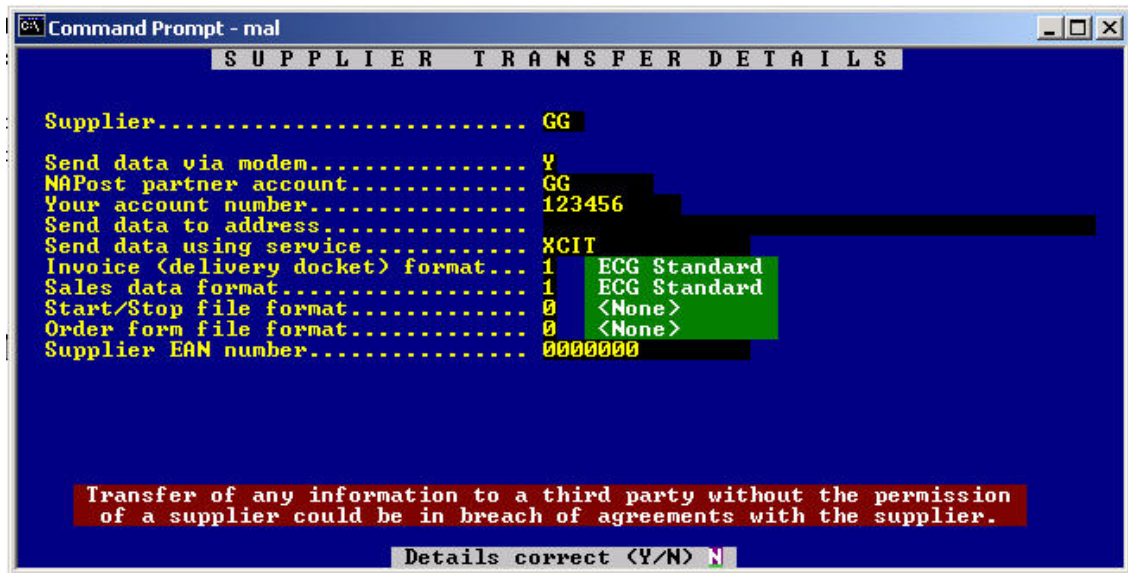 Command Prompt - mal
S U P P L I E R   T R A N S F E R   D E T A I L S
Supplier........................... GG
Send data via modem................ Y
NAPost partner account............. GG
Your account number................ 123456
Send data to address...............
Send data using service............ XCIT
Invoice (delivery docket) format... 1 ECG Standard
Sales data format.................. 1 ECG Standard
Start/Stop file format............. 0 <None>
Order form file format............. 0 <None>
Supplier EAN number................ 0000000
Transfer of any information to a third party without the permission
of a supplier could be in breach of agreements with the supplier.
Details correct (Y/N) N